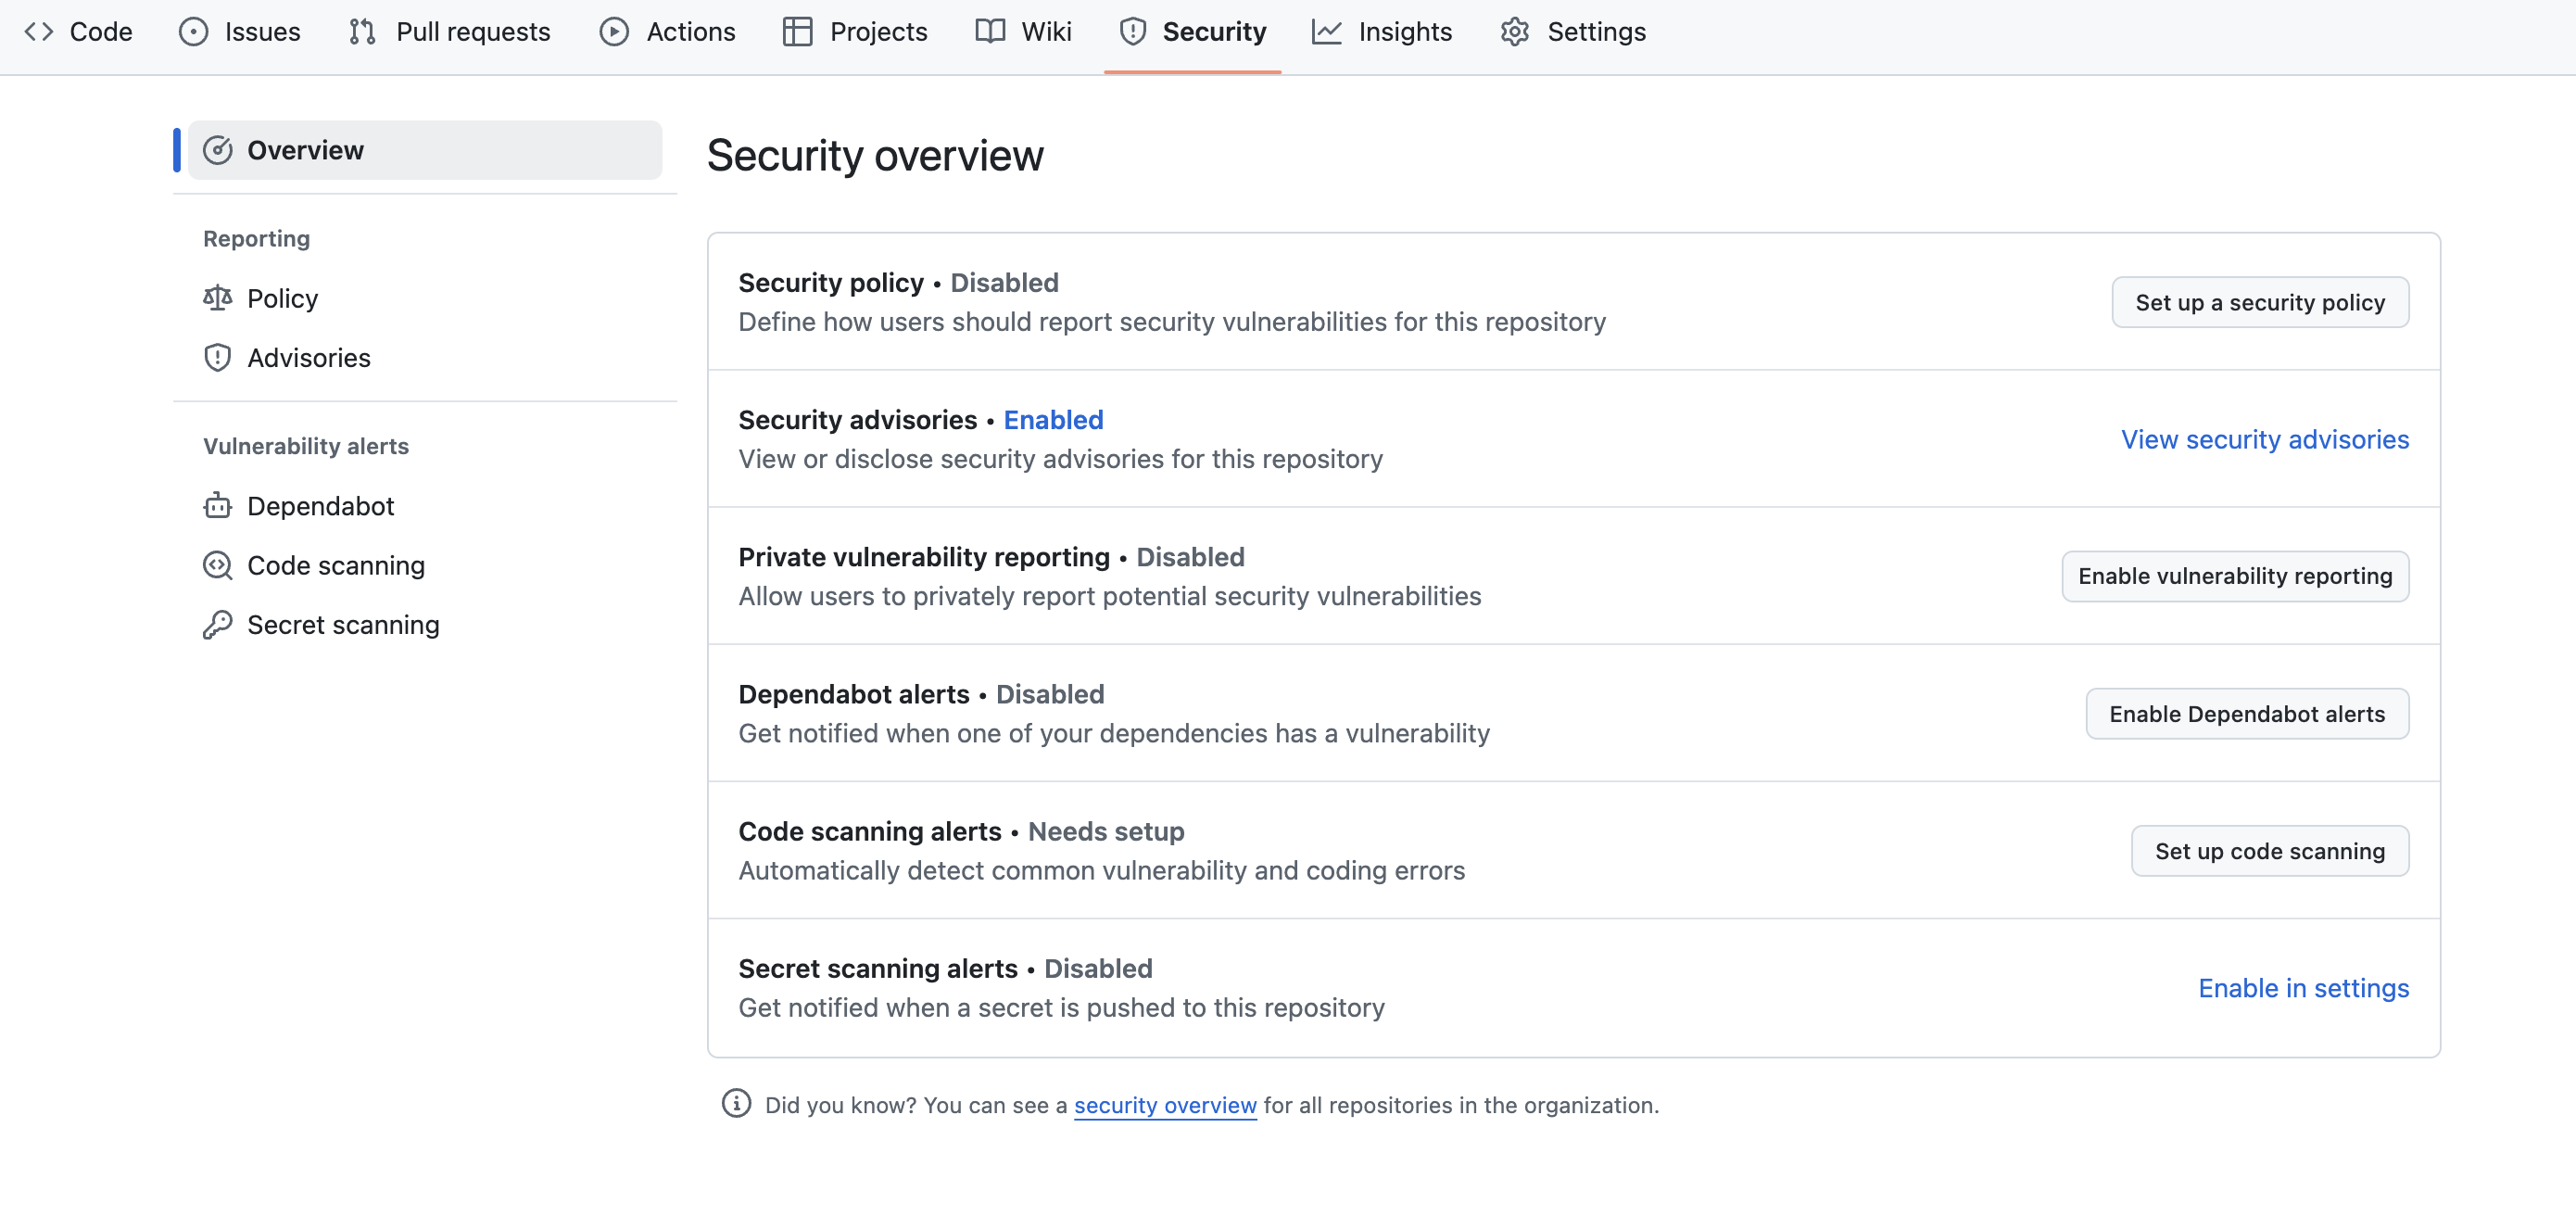 Code Issues Pull requests Actions Projects Wiki Security Insights Settings
Overview
Reporting
Policy
Advisories
Vulnerability alerts
Dependabot
Code scanning
Secret scanning
Security overview
Security policy • Disabled
Define how users should report security vulnerabilities for this repository
Set up a security policy
Security advisories • Enabled
View or disclose security advisories for this repository
View security advisories
Private vulnerability reporting • Disabled
Allow users to privately report potential security vulnerabilities
Enable vulnerability reporting
Dependabot alerts • Disabled
Get notified when one of your dependencies has a vulnerability
Enable Dependabot alerts
Code scanning alerts • Needs setup
Automatically detect common vulnerability and coding errors
Set up code scanning
Secret scanning alerts • Disabled
Get notified when a secret is pushed to this repository
Enable in settings
Did you know? You can see a security overview for all repositories in the organization.